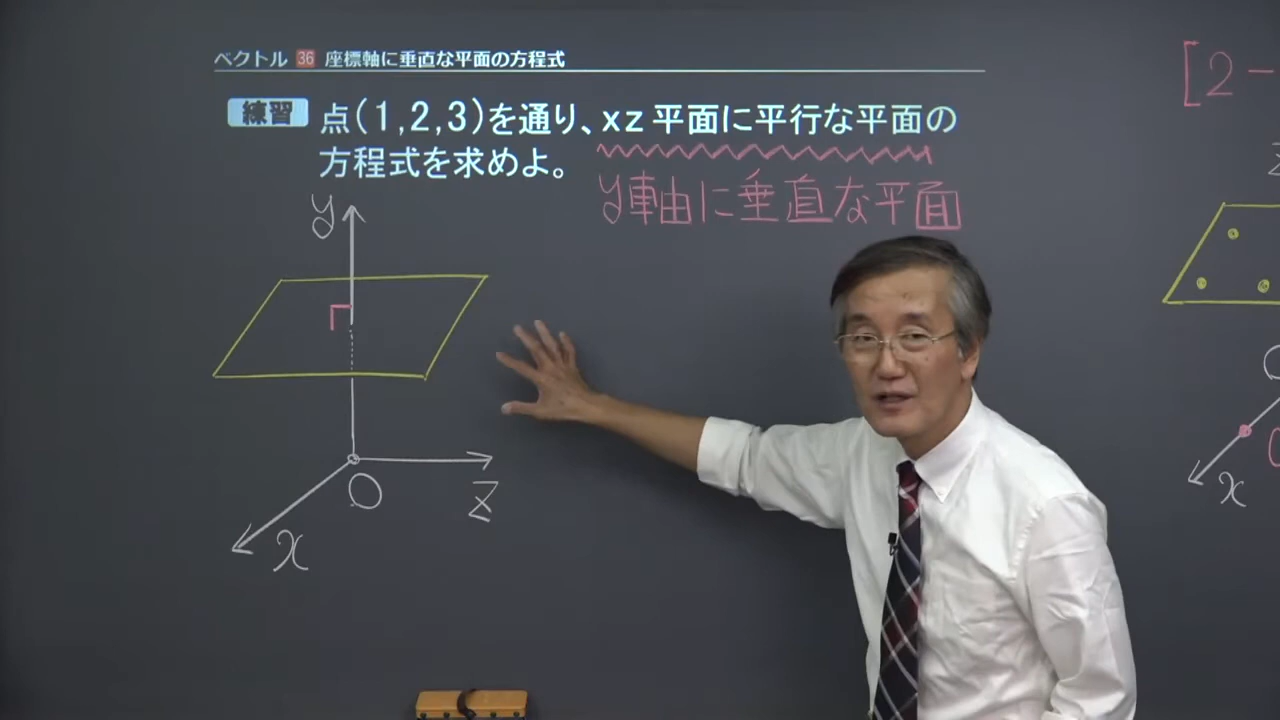 ベクトル 36 座標軸に垂直な平面の方程式
練習 点(1,2,3)を通り、xz平面に平行な平面の
方程式を求めよ。
y軸に垂直な平面
y
O
z
x
[2-
z
x